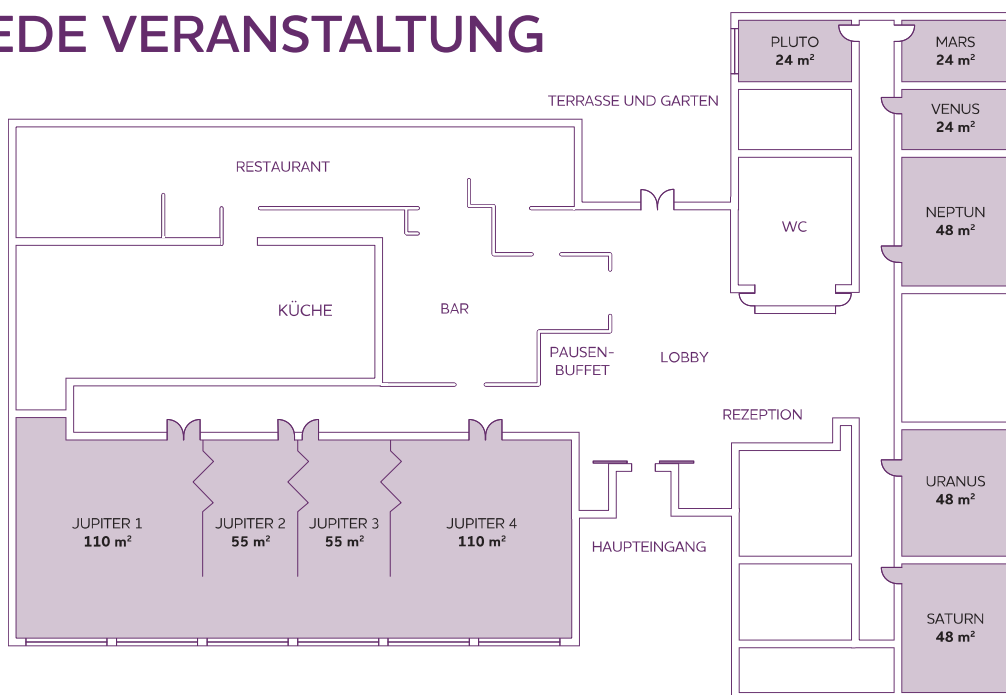 EDE VERANSTALTUNG
PLUTO
24 m²
MARS
24 m²
TERRASSE UND GARTEN
VENUS
24 m²
RESTAURANT
NEPTUN
48 m²
WC
KÜCHE
BAR
PAUSEN-
BUFFET
LOBBY
REZEPTION
URANUS
48 m²
JUPITER 1
110 m²
JUPITER 2
55 m²
JUPITER 3
55 m²
JUPITER 4
110 m²
HAUPTEINGANG
SATURN
48 m²